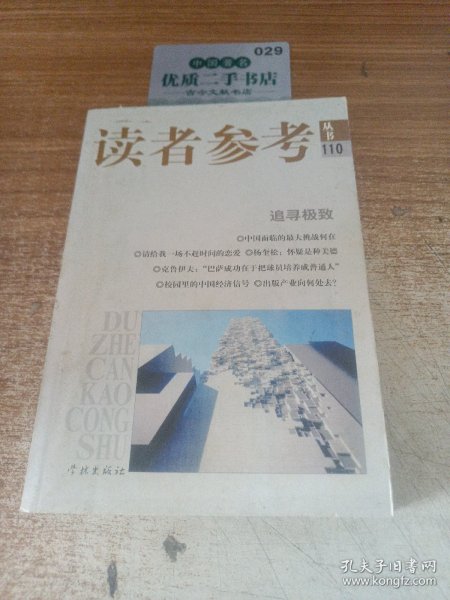 029
中国著名
优质二手书店
古今文献书店
读者参考
丛书
110
追寻极致
◎中国面临的最大挑战何在
◎请给我一场不赶时间的恋爱 ◎杨奎松：怀疑是种美德
◎克鲁伊夫：“巴萨成功在于把球员培养成普通人”
◎校园里的中国经济信号 ◎出版产业向何处去？
DU
ZHE
CAN
KAO
CONG
SHU
学林出版社
孔夫子旧书网
www.kongfz.com